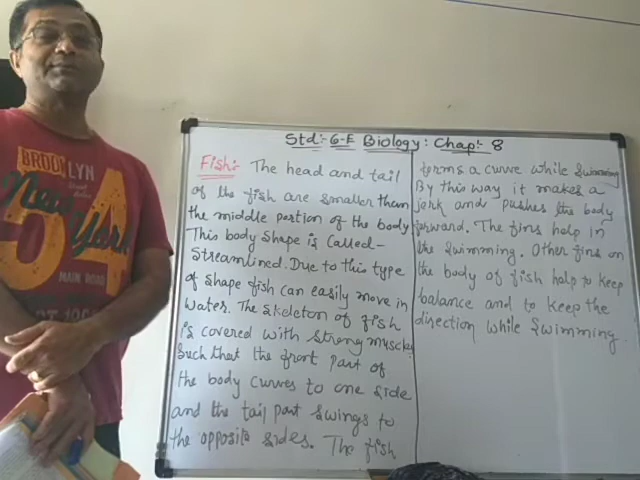 Std:- 6-E Biology: Chap:- 8
Fish:- The head and tail
of the fish are smaller than
the middle portion of the body
This body shape is called-
Streamlined. Due to this type
of shape fish can easily move in
water. The skeleton of fish
is covered with strong muscles
such that the front part of
the body curves to one side
and the tail part swings to
the opposite sides. The fish
forms a curve while swimming
By this way it makes a
jerk and pushes the body
forward. The fins help in
the swimming. Other fins on
the body of fish help to keep
balance and to keep the
direction while swimming.
BROOKLYN
New York
54
MAIN ROAD